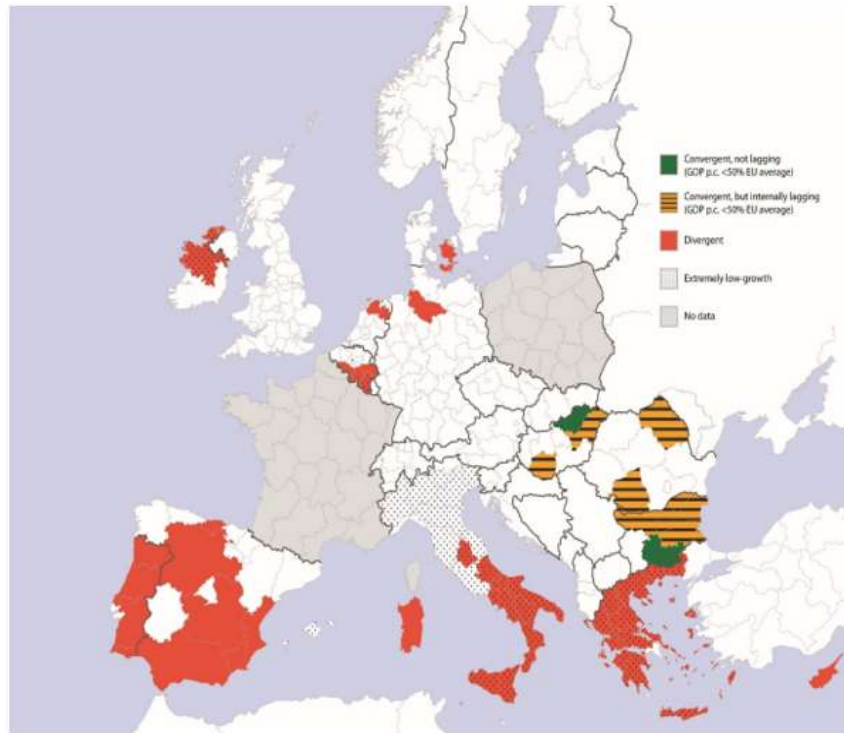 Convergent, not lagging
(GDP p.c. <50% EU average)
Convergent, but internally lagging
(GDP p.c. <50% EU average)
Divergent
Extremely low-growth
No data